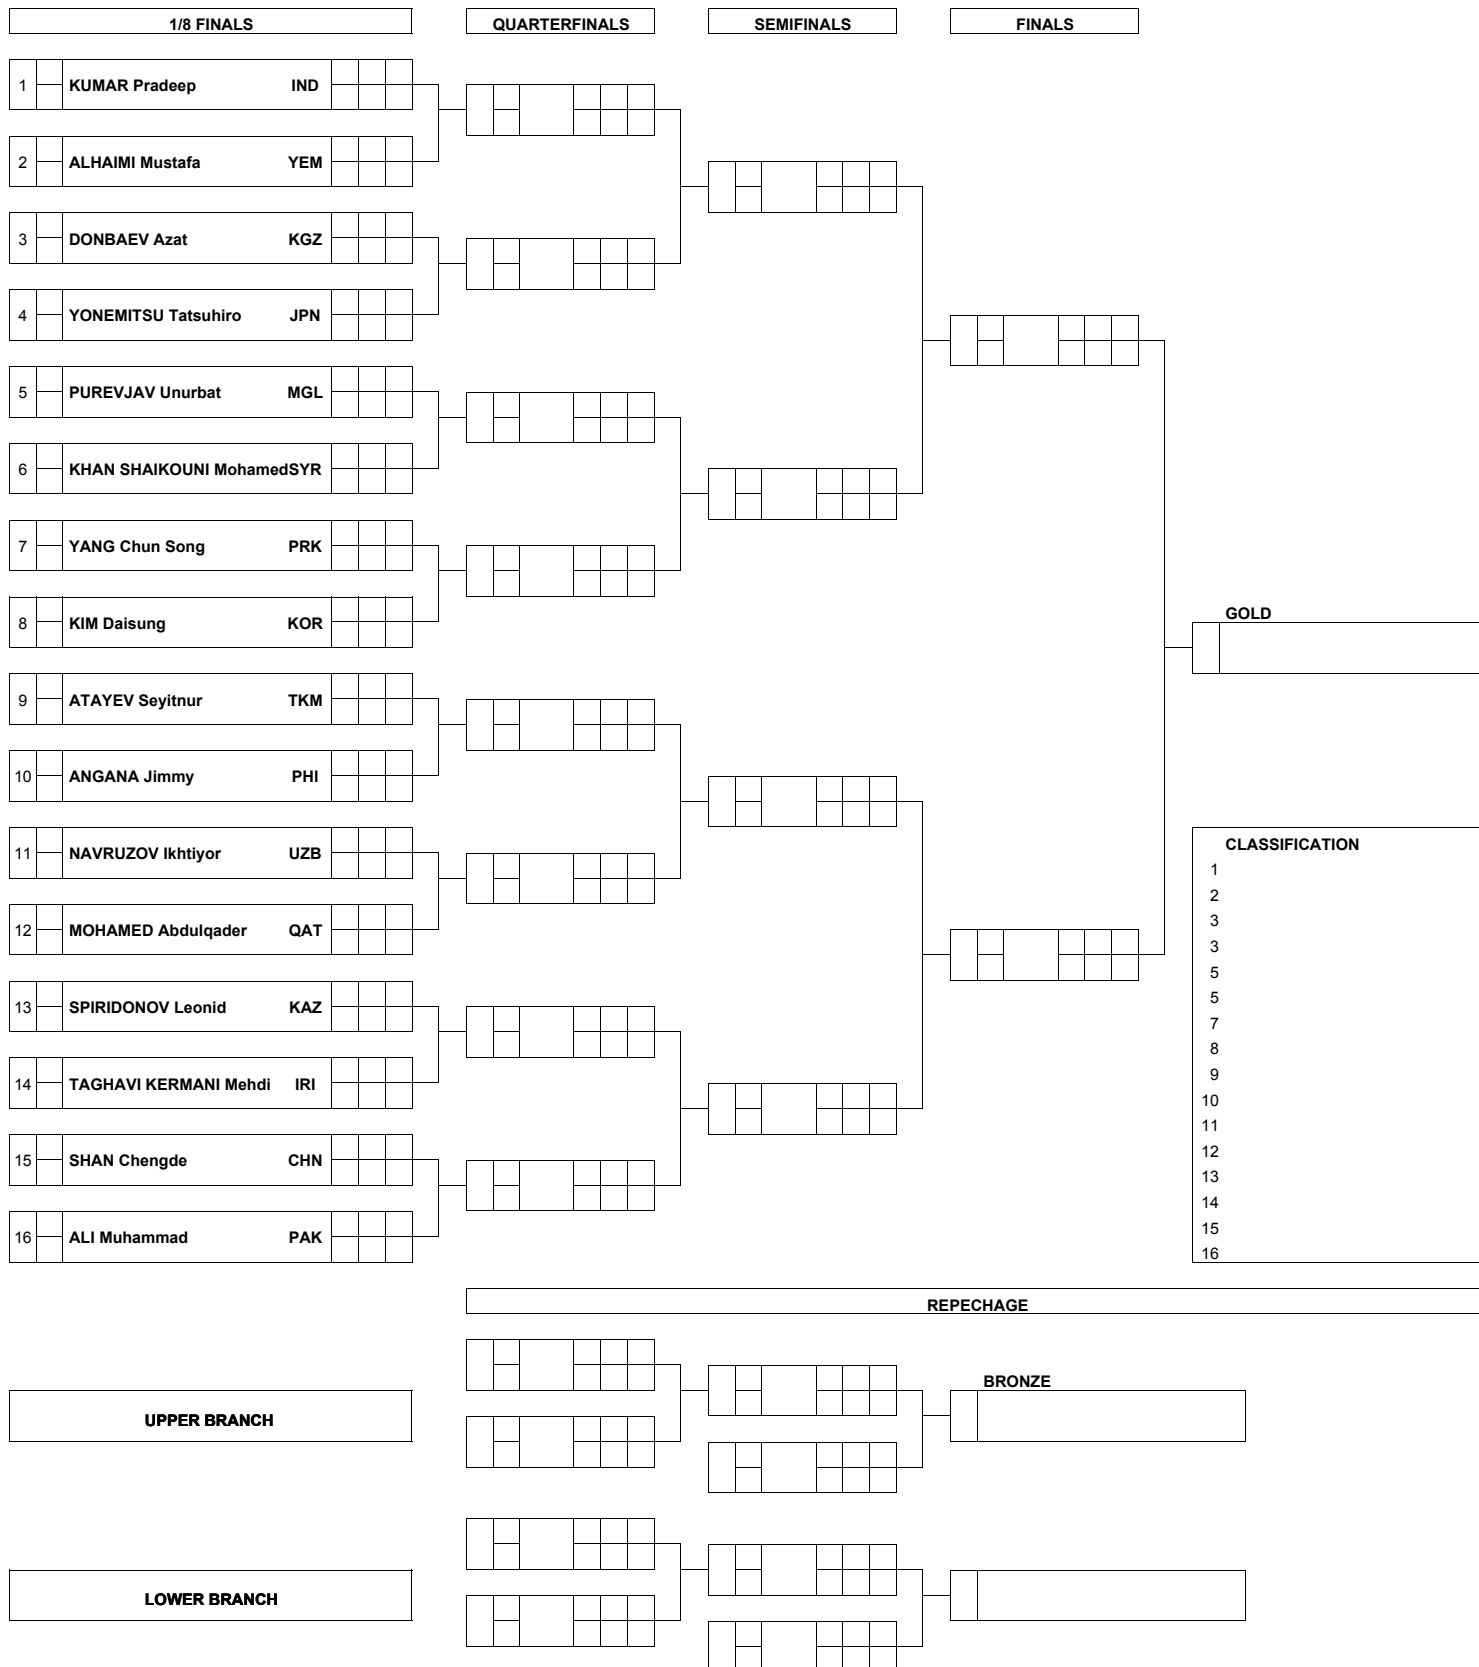 1/8 FINALS QUARTERFINALS SEMIFINALS FINALS
1 KUMAR Pradeep IND
2 ALHAIMI Mustafa YEM
3 DONBAEV Azat KGZ
4 YONEMITSU Tatsuhiro JPN
5 PUREVJAV Unurbat MGL
6 KHAN SHAIKOUNI MohamedSYR
7 YANG Chun Song PRK
8 KIM Daisung KOR
GOLD
9 ATAYEV Seyitnur TKM
10 ANGANA Jimmy PHI
11 NAVRUZOV Ikhtiyor UZB
12 MOHAMED Abdulqader QAT
13 SPIRIDONOV Leonid KAZ
14 TAGHAVI KERMANI Mehdi IRI
15 SHAN Chengde CHN
16 ALI Muhammad PAK
CLASSIFICATION
1
2
3
3
5
5
7
8
9
10
11
12
13
14
15
16
REPECHAGE
BRONZE
UPPER BRANCH
LOWER BRANCH